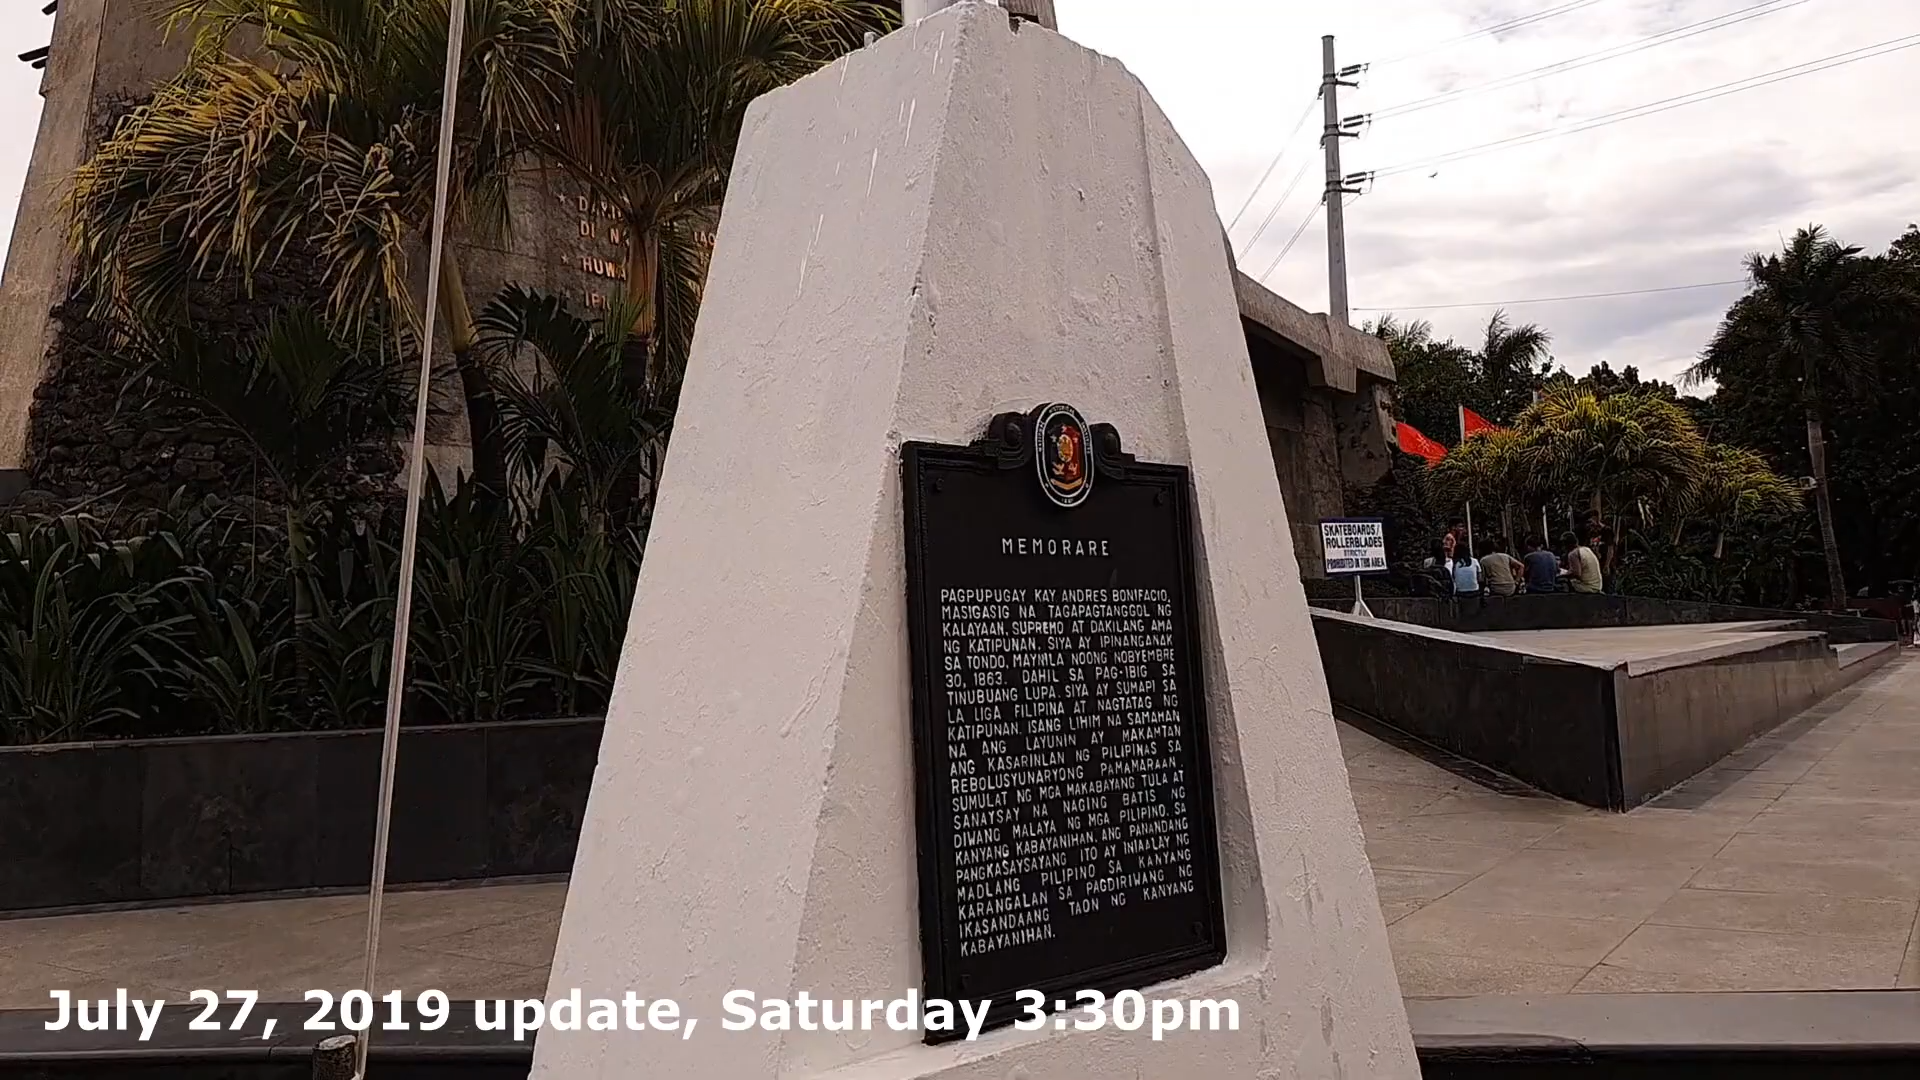 DI N
HUWA
MEMORARE
PAGPUPUGAY KAY ANDRES BONIFACIO,
MASIGASIG NA TAGAPAGTANGGOL NG
KALAYAAN, SUPREMO AT DAKILANG AMA
NG KATIPUNAN. SIYA AY IPINANGANAK
SA TONDO, MAYNILA NOONG NOBYEMBRE
30, 1863. DAHIL SA PAG-IBIG SA
TINUBUANG LUPA, SIYA AY SUMAPI SA
LA LIGA FILIPINA AT NAGTATAG NG
KATIPUNAN, ISANG LIHIM NA SAMAHAN
NA ANG LAYUNIN AY MAKAMTAN
ANG KASARINLAN NG PILIPINAS SA
REBOLUSYUNARYONG PAMAMARAAN.
SUMULAT NG MGA MAKABAYANG TULA AT
SANAYSAY NA NAGING BATIS NG
DIWANG MALAYA NG MGA PILIPINO. SA
KANYANG KABAYANIHAN, ANG PANANDANG
PANGKASAYSAYANG ITO AY INIAALAY NG
MADLANG PILIPINO SA KANYANG
KARANGALAN SA PAGDIRIWANG NG
IKASANDAANG TAON NG KANYANG
KABAYANIHAN.
SKATEBOARDS/
ROLLERBLADES
STRICTLY
PROHIBITED IN THIS AREA
July 27, 2019 update, Saturday 3:30pm